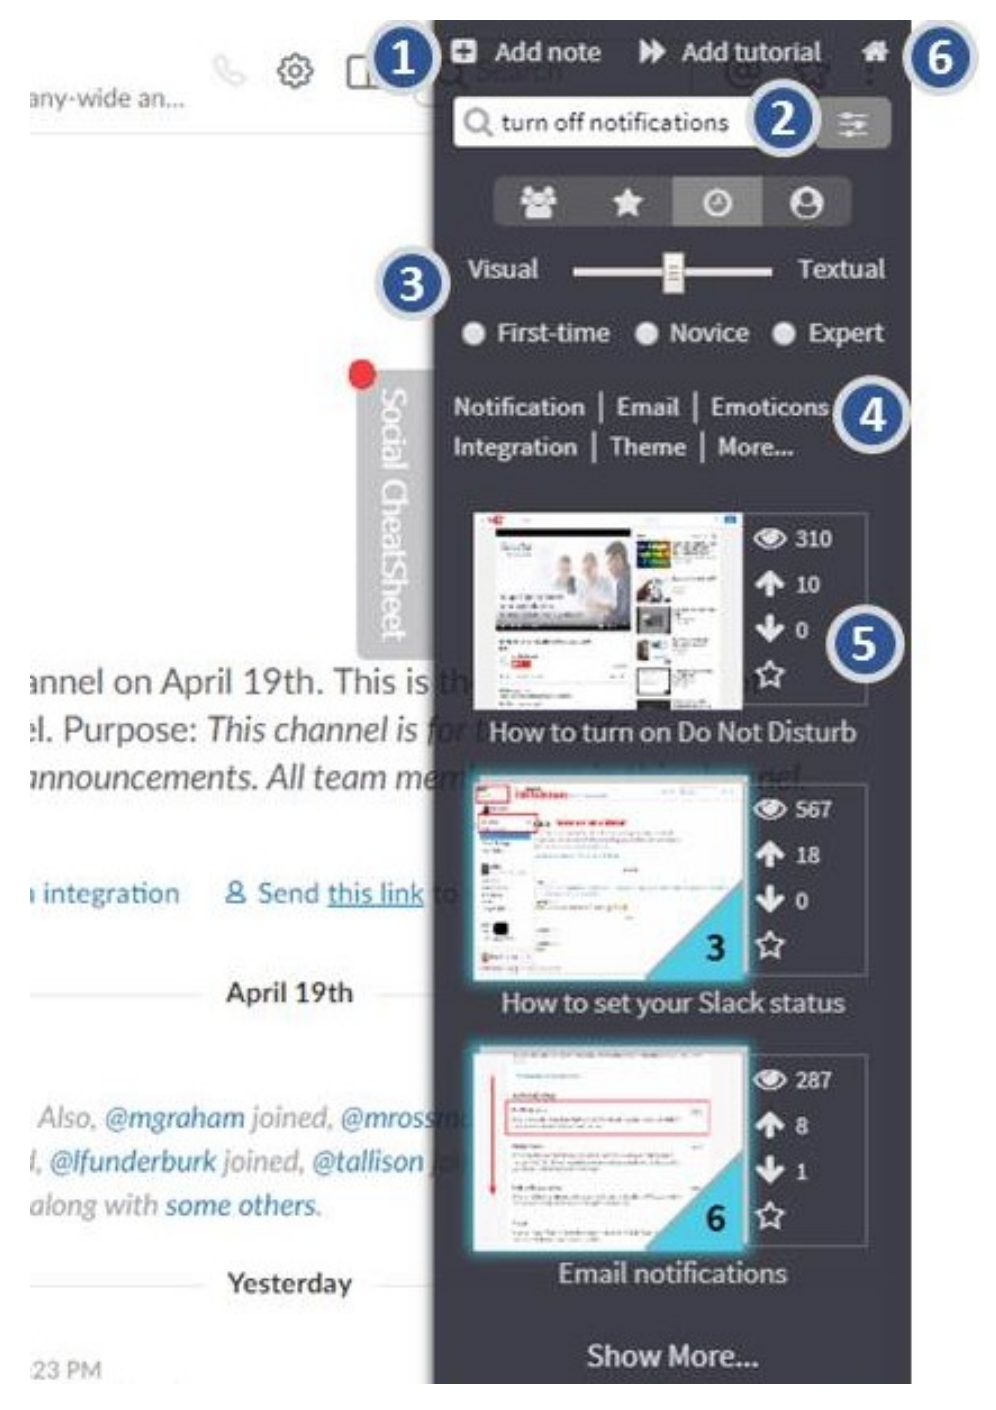 1
Add note
Add tutorial
6
Search
any-wide an...
turn off notifications
2
3
Visual
Textual
First-time
Novice
Expert
Notification | Email | Emoticons
4
Integration | Theme | More...
Social CheatSheet
310
10
0
5
annel on April 19th. This is
el. Purpose: This channel is for
How to turn on Do Not Disturb
announcements. All team mem
567
18
0
3
integration
Send this link to
How to set your Slack status
April 19th
287
8
1
6
Also, @mgraham joined, @mrossm
, @lfunderburk joined, @tallison
along with some others.
Email notifications
Yesterday
Show More...
:23 PM